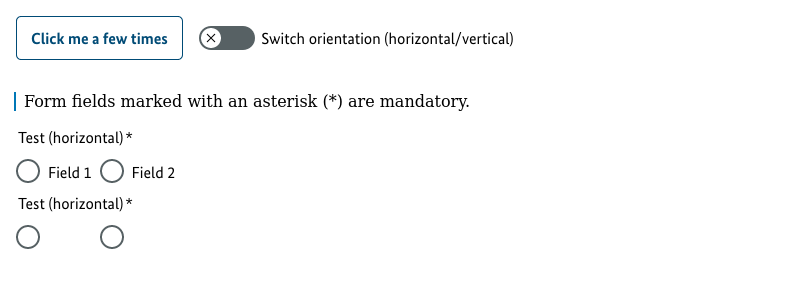 Click me a few times
Switch orientation (horizontal/vertical)
Form fields marked with an asterisk (*) are mandatory.
Test (horizontal) *
Field 1 Field 2
Test (horizontal) *